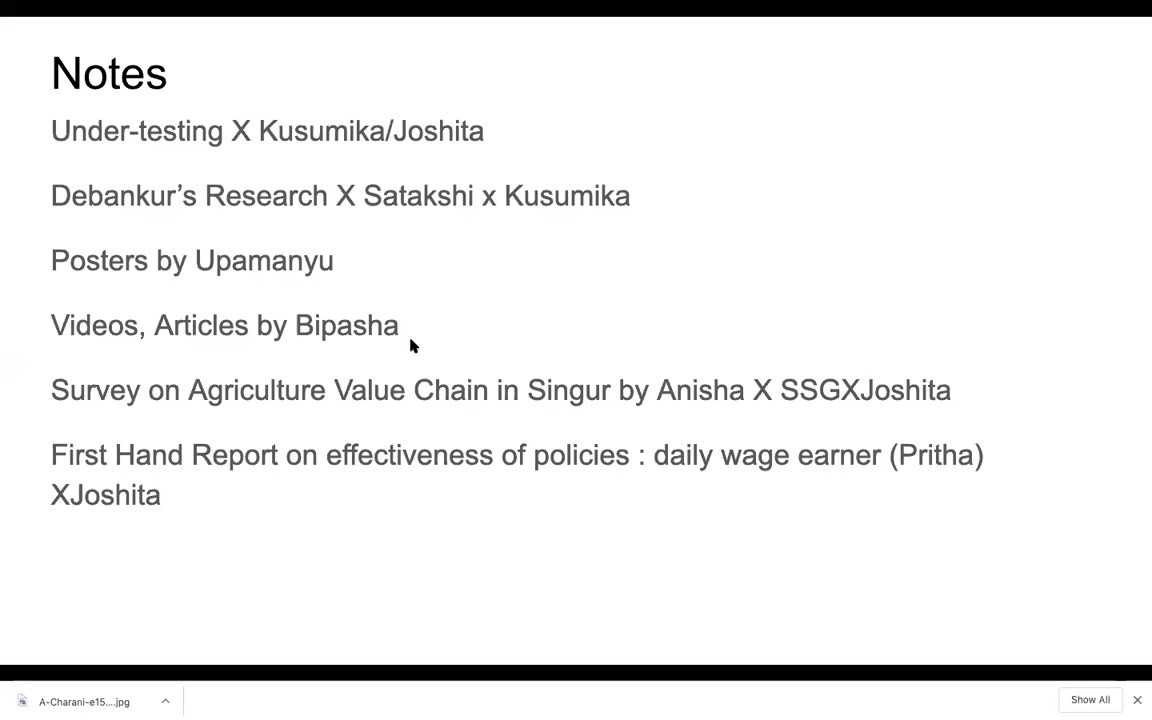 Notes
Under-testing X Kusumika/Joshita
Debankur’s Research X Satakshi x Kusumika
Posters by Upamanyu
Videos, Articles by Bipasha
Survey on Agriculture Value Chain in Singur by Anisha X SSGXJoshita
First Hand Report on effectiveness of policies : daily wage earner (Pritha)
XJoshita
A-Charani-e15....jpg
Show All